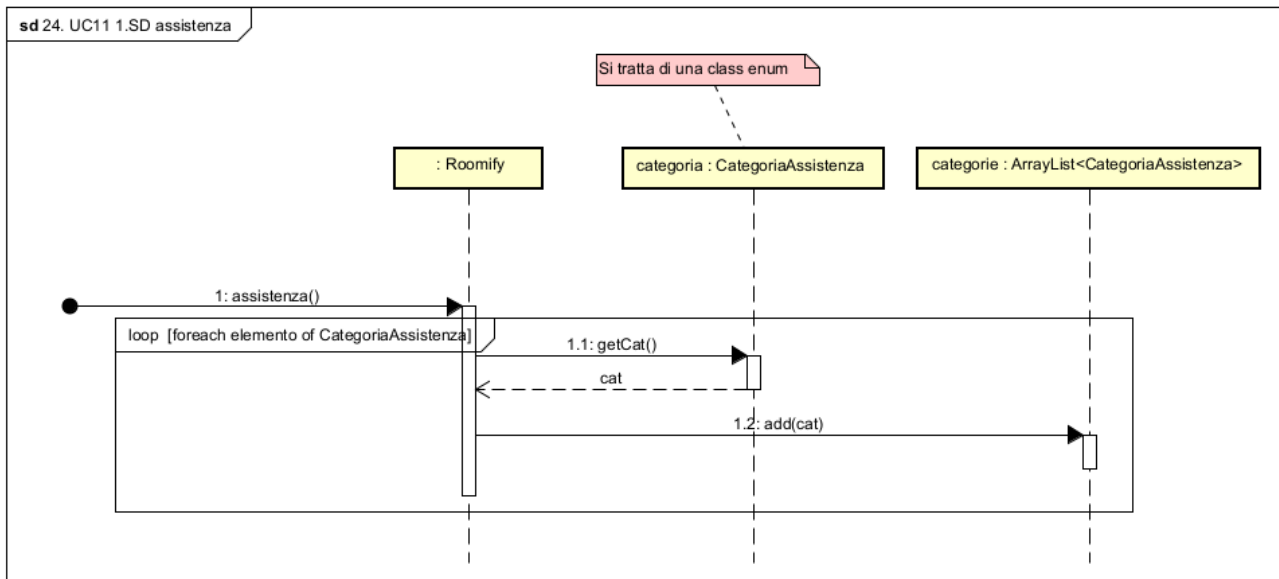 sd 24. UC11 1.SD assistenza
Si tratta di una class enum
: Roomify
categoria : CategoriaAssistenza
categorie : ArrayList<CategoriaAssistenza>
1: assistenza()
loop [foreach elemento of CategoriaAssistenza]
1.1: getCat()
cat
1.2: add(cat)